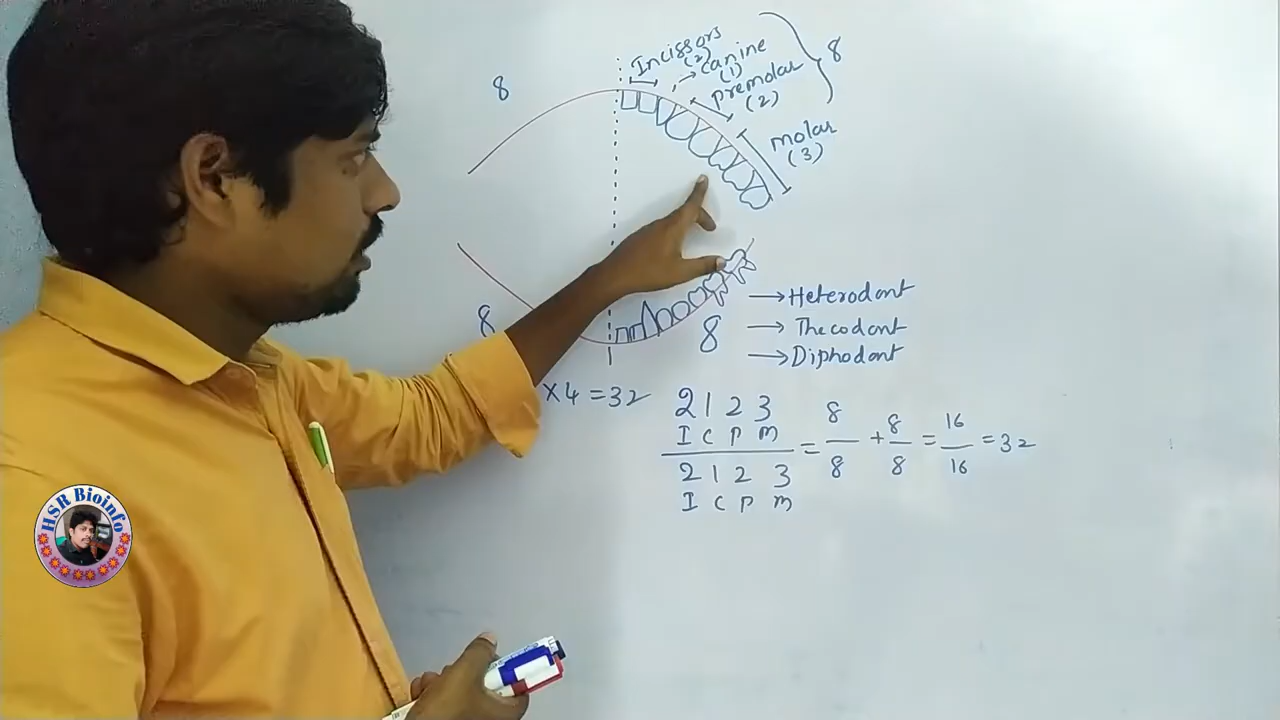 Incissors
(2)
canine
(1)
premolar
(2)
molar
(3)
8
8
8
8
→Heterodont
→Thecodont
→Diphodont
×4=32
2 1 2 3
I C P m
2 1 2 3
I C P m
= 8/8 + 8/8 = 16/16 = 32
HSR Bioinfo